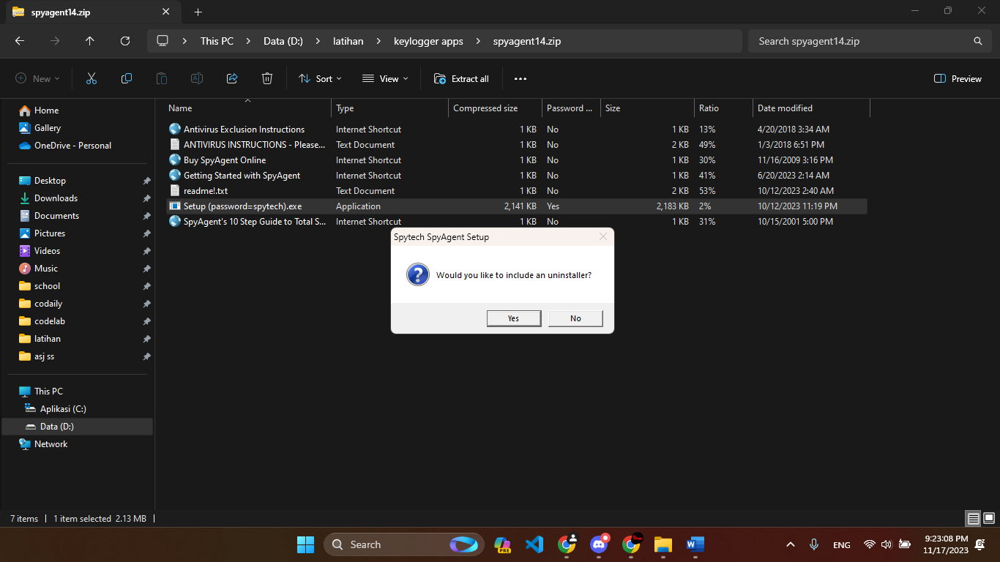 spyagent14.zip
This PC > Data (D:) > latihan > keylogger apps > spyagent14.zip
Search spyagent14.zip
New
Sort
View
Extract all
Preview
Home
Gallery
OneDrive - Personal
Desktop
Downloads
Documents
Pictures
Videos
Music
school
codaily
codelab
latihan
asj ss
This PC
Aplikasi (C:)
Data (D:)
Network
Name Type Compressed size Password ... Size Ratio Date modified
Antivirus Exclusion Instructions Internet Shortcut 1 KB No 1 KB 13% 4/20/2018 3:34 AM
ANTIVIRUS INSTRUCTIONS - Please... Text Document 1 KB No 2 KB 49% 1/3/2018 6:51 PM
Buy SpyAgent Online Internet Shortcut 1 KB No 1 KB 30% 11/16/2009 3:16 PM
Getting Started with SpyAgent Internet Shortcut 1 KB No 1 KB 41% 6/20/2023 2:14 AM
readme!.txt Text Document 1 KB No 2 KB 53% 10/12/2023 2:40 AM
Setup (password=spytech).exe Application 2,141 KB Yes 2,183 KB 2% 10/12/2023 11:19 PM
SpyAgent's 10 Step Guide to Total S... Internet Shortcut 1 KB No 1 KB 31% 10/15/2001 5:00 PM
Spytech SpyAgent Setup
Would you like to include an uninstaller?
Yes No
7 items 1 item selected 2.13 MB
Search
PRE
ENG
9:23:08 PM
11/17/2023